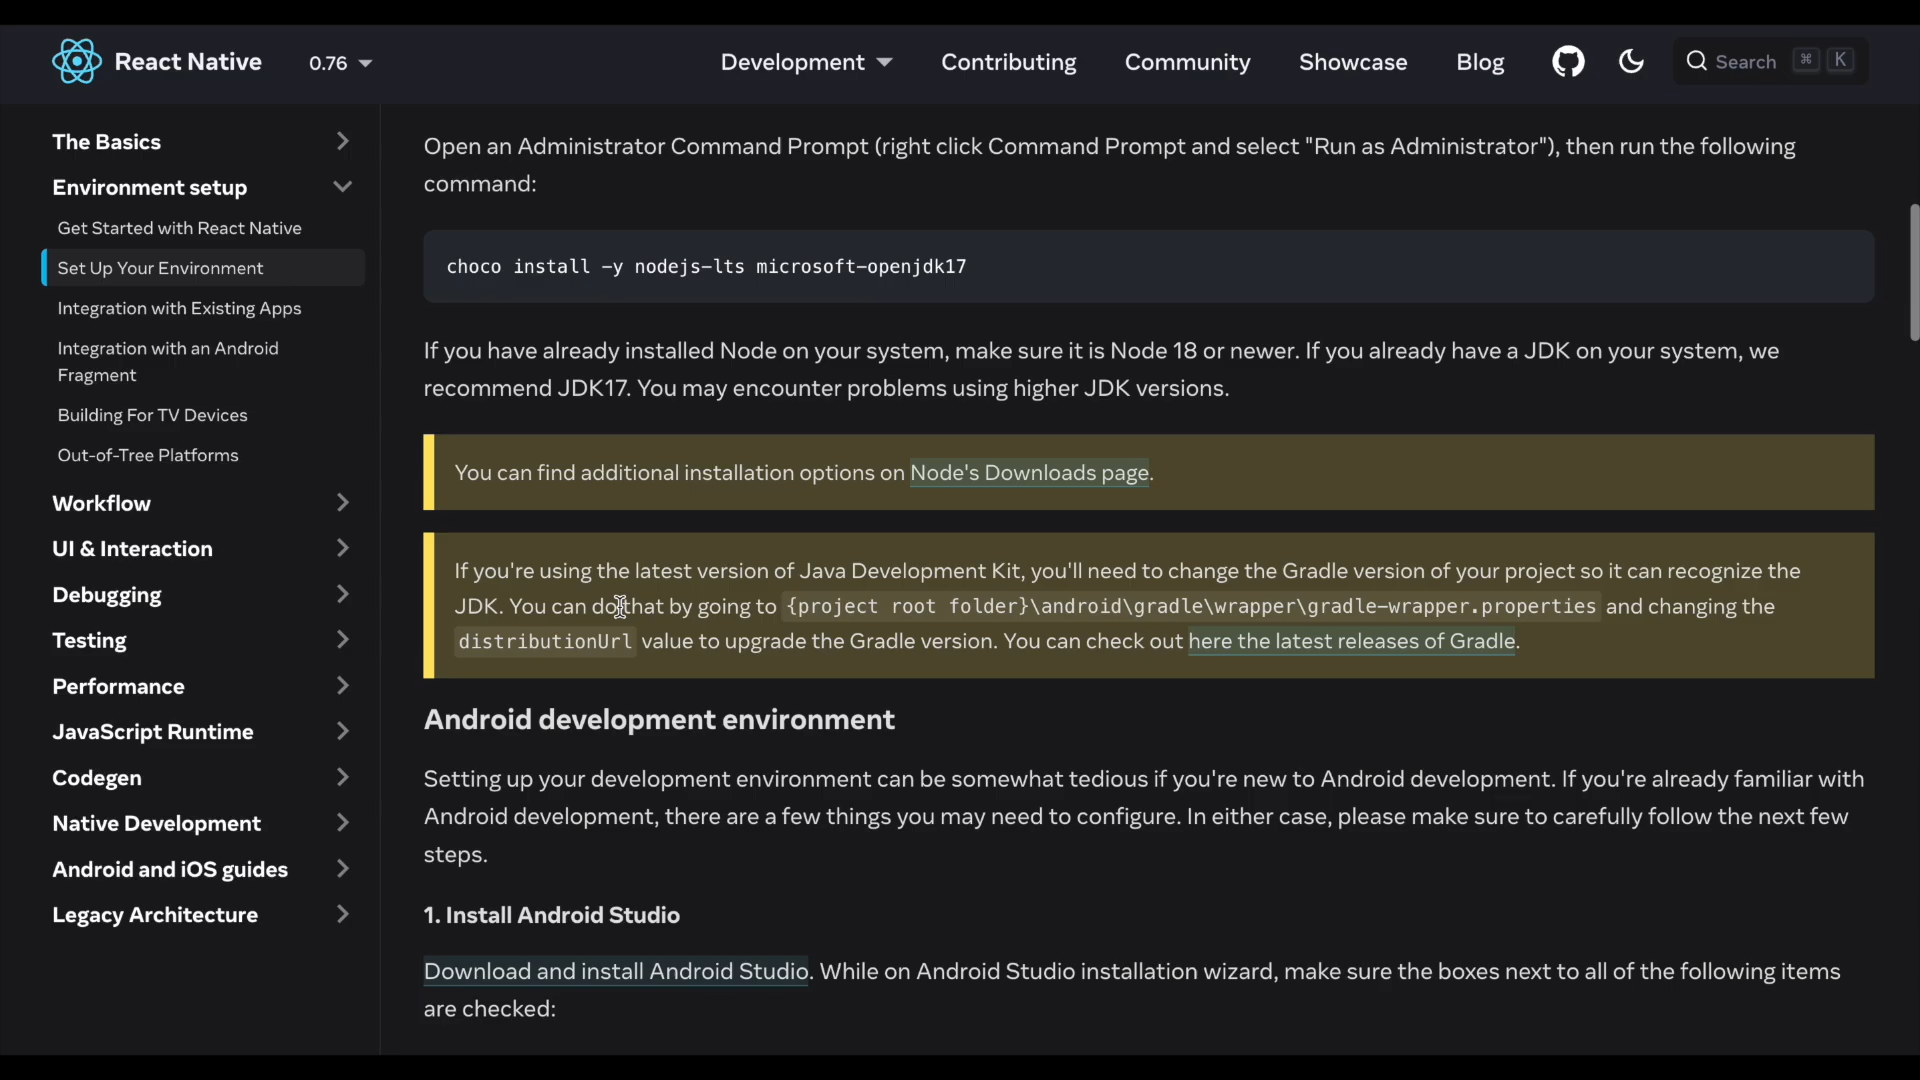 React Native
0.76
Development
Contributing
Community
Showcase
Blog
Search
⌘
K
The Basics
Environment setup
Get Started with React Native
Set Up Your Environment
Integration with Existing Apps
Integration with an Android
Fragment
Building For TV Devices
Out-of-Tree Platforms
Workflow
UI & Interaction
Debugging
Testing
Performance
JavaScript Runtime
Codegen
Native Development
Android and iOS guides
Legacy Architecture
Open an Administrator Command Prompt (right click Command Prompt and select "Run as Administrator"), then run the following
command:
choco install -y nodejs-lts microsoft-openjdk17
If you have already installed Node on your system, make sure it is Node 18 or newer. If you already have a JDK on your system, we
recommend JDK17. You may encounter problems using higher JDK versions.
You can find additional installation options on Node's Downloads page.
If you're using the latest version of Java Development Kit, you'll need to change the Gradle version of your project so it can recognize the
JDK. You can do that by going to {project root folder}\android\gradle\wrapper\gradle-wrapper.properties and changing the
distributionUrl value to upgrade the Gradle version. You can check out here the latest releases of Gradle.
Android development environment
Setting up your development environment can be somewhat tedious if you're new to Android development. If you're already familiar with
Android development, there are a few things you may need to configure. In either case, please make sure to carefully follow the next few
steps.
1. Install Android Studio
Download and install Android Studio. While on Android Studio installation wizard, make sure the boxes next to all of the following items
are checked: